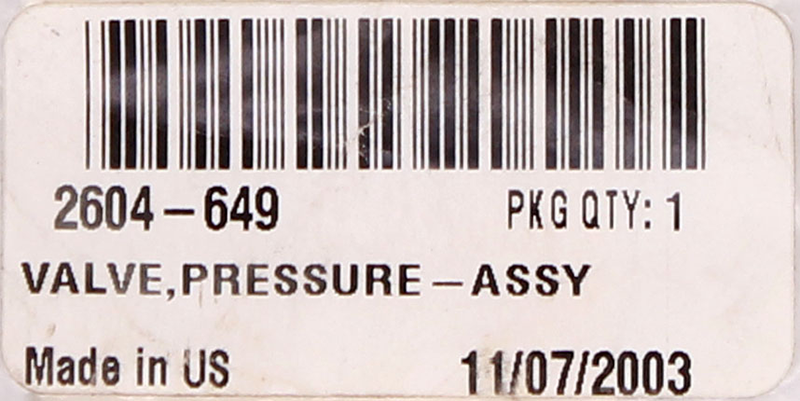 2604-649 PKG QTY: 1
VALVE,PRESSURE-ASSY
Made in US 11/07/2003